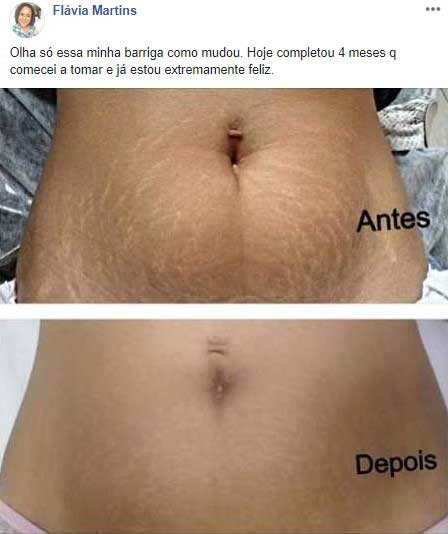 Flávia Martins
Olha só essa minha barriga como mudou. Hoje completou 4 meses q
comecei a tomar e já estou extremamente feliz.
Antes
Depois